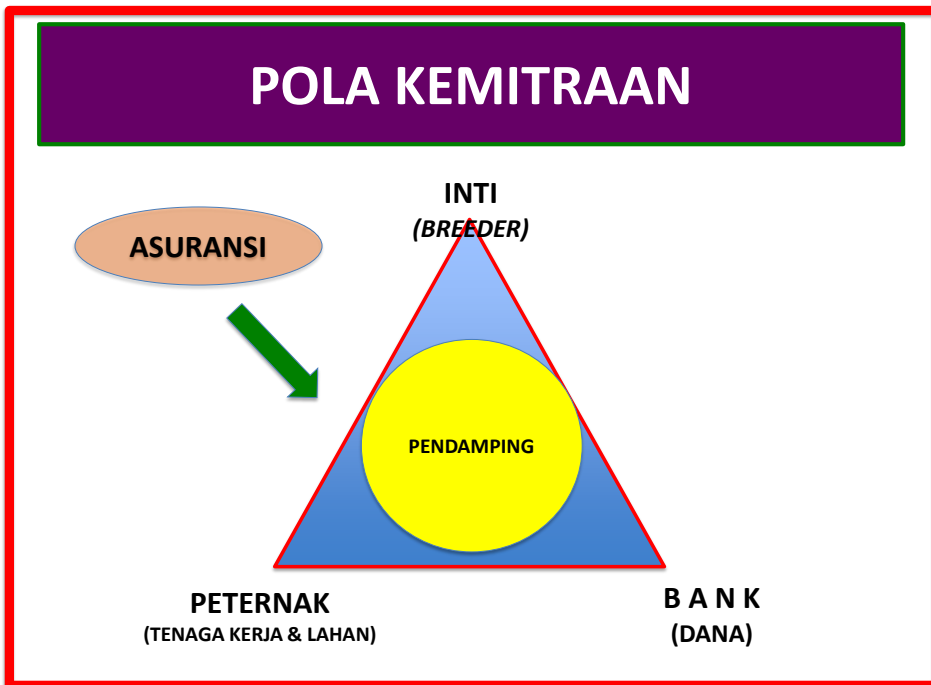 POLA KEMITRAAN
INTI
(BREEDER)
ASURANSI
PENDAMPING
PETERNAK
(TENAGA KERJA & LAHAN)
B A N K
(DANA)